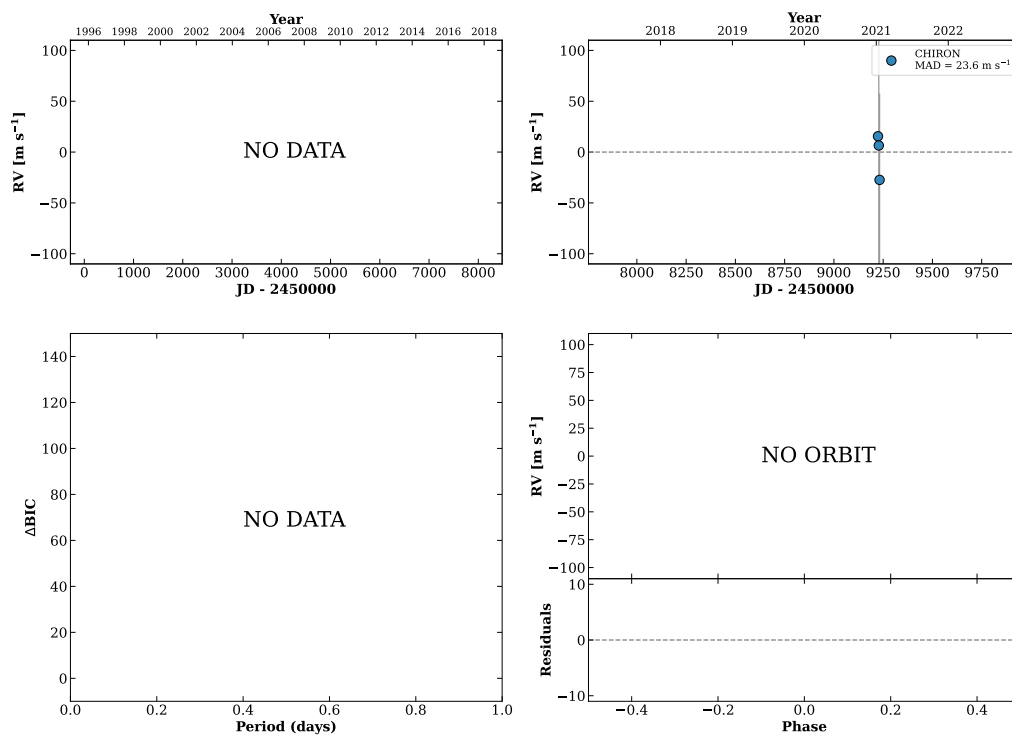 Year
1996 1998 2000 2002 2004 2006 2008 2010 2012 2014 2016 2018
100
50
0
−50
−100
RV [m s−1]
NO DATA
0 1000 2000 3000 4000 5000 6000 7000 8000
JD - 2450000
Year
2018 2019 2020 2021 2022
CHIRON
MAD = 23.6 m s−1
100
50
0
−50
−100
RV [m s−1]
8000 8250 8500 8750 9000 9250 9500 9750
JD - 2450000
140
120
100
80
60
40
20
0
ΔBIC
NO DATA
0.0 0.2 0.4 0.6 0.8 1.0
Period (days)
100
75
50
25
0
−25
−50
−75
−100
RV [m s−1]
NO ORBIT
10
0
−10
Residuals
−0.4 −0.2 0.0 0.2 0.4
Phase